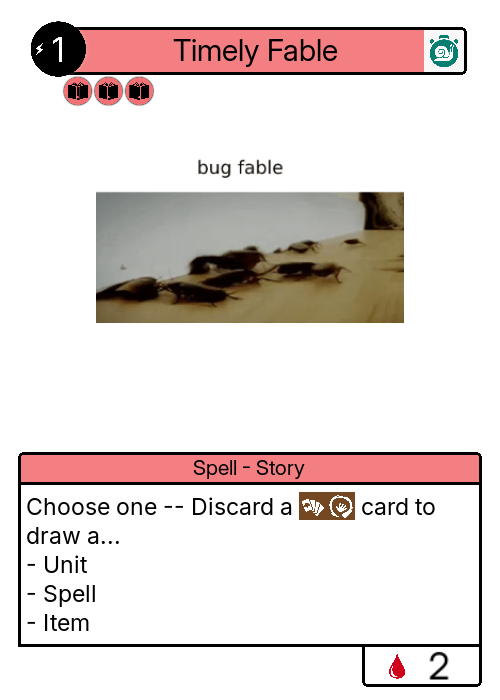 1
Timely Fable
bug fable
Spell - Story
Choose one -- Discard a card to
draw a...
- Unit
- Spell
- Item
2